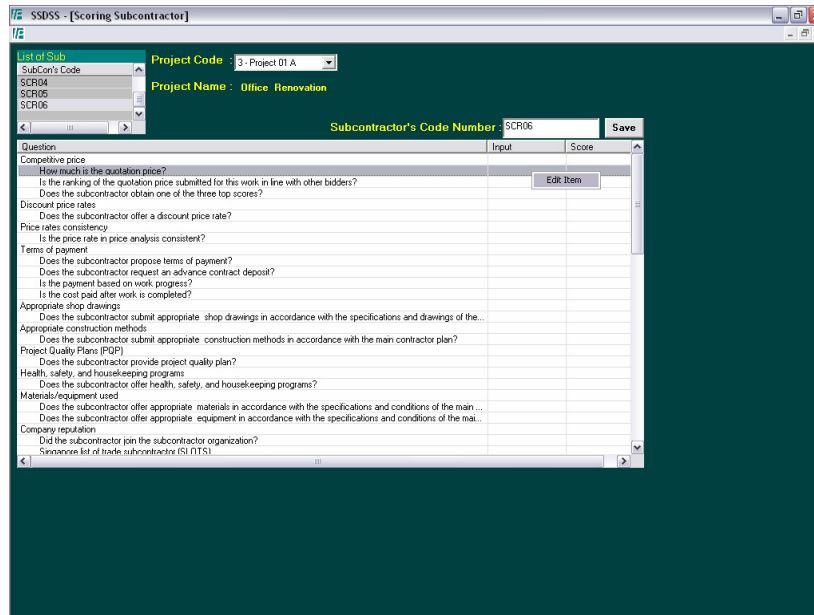 SSDSS - [Scoring Subcontractor]
List of Sub
SubCon's Code
SCR04
SCR05
SCR06
Project Code : 3 - Project 01 A
Project Name : Office Renovation
Subcontractor's Code Number : SCR06 Save
Question Input Score
Competitive price
How much is the quotation price?
Edit Item
Is the ranking of the quotation price submitted for this work in line with other bidders?
Does the subcontractor obtain one of the three top scores?
Discount price rates
Does the subcontractor offer a discount price rate?
Price rates consistency
Is the price rate in price analysis consistent?
Terms of payment
Does the subcontractor propose terms of payment?
Does the subcontractor request an advance contract deposit?
Is the payment based on work progress?
Is the cost paid after work is completed?
Appropriate shop drawings
Does the subcontractor submit appropriate shop drawings in accordance with the specifications and drawings of the...
Appropriate construction methods
Does the subcontractor submit appropriate construction methods in accordance with the main contractor plan?
Project Quality Plans (PQP)
Does the subcontractor provide project quality plan?
Health, safety, and housekeeping programs
Does the subcontractor offer health, safety, and housekeeping programs?
Materials/equipment used
Does the subcontractor offer appropriate materials in accordance with the specifications and conditions of the main ...
Does the subcontractor offer appropriate equipment in accordance with the specifications and conditions of the mai...
Company reputation
Did the subcontractor join the subcontractor organization?
Singapore list of trade subcontractor (SLOTS)